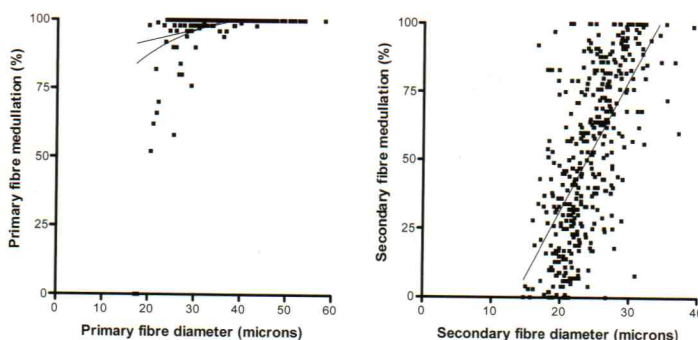 Primary fibre medullation (%)
100
75
50
25
0
0 10 20 30 40 50 60
Primary fibre diameter (microns)
Secondary fibre medullation (%)
100
75
50
25
0
0 10 20 30 40
Secondary fibre diameter (microns)